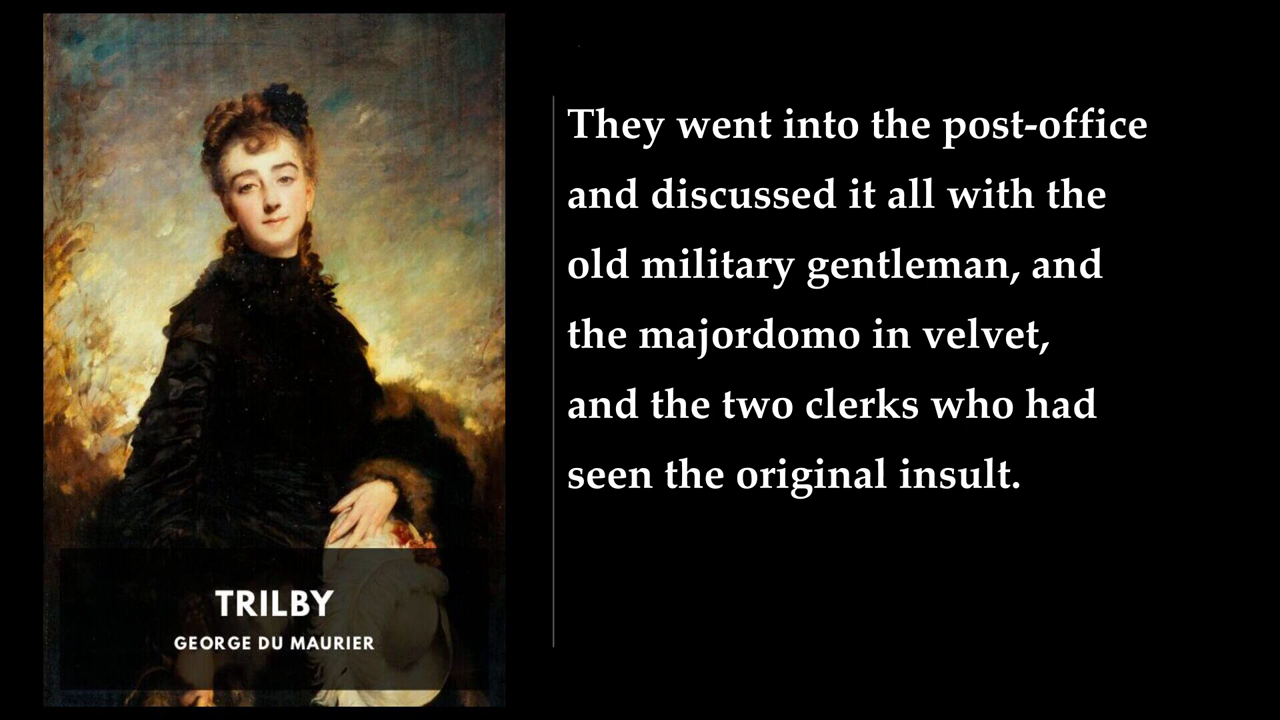 TRILBY
GEORGE DU MAURIER
They went into the post-office
and discussed it all with the
old military gentleman, and
the majordomo in velvet,
and the two clerks who had
seen the original insult.